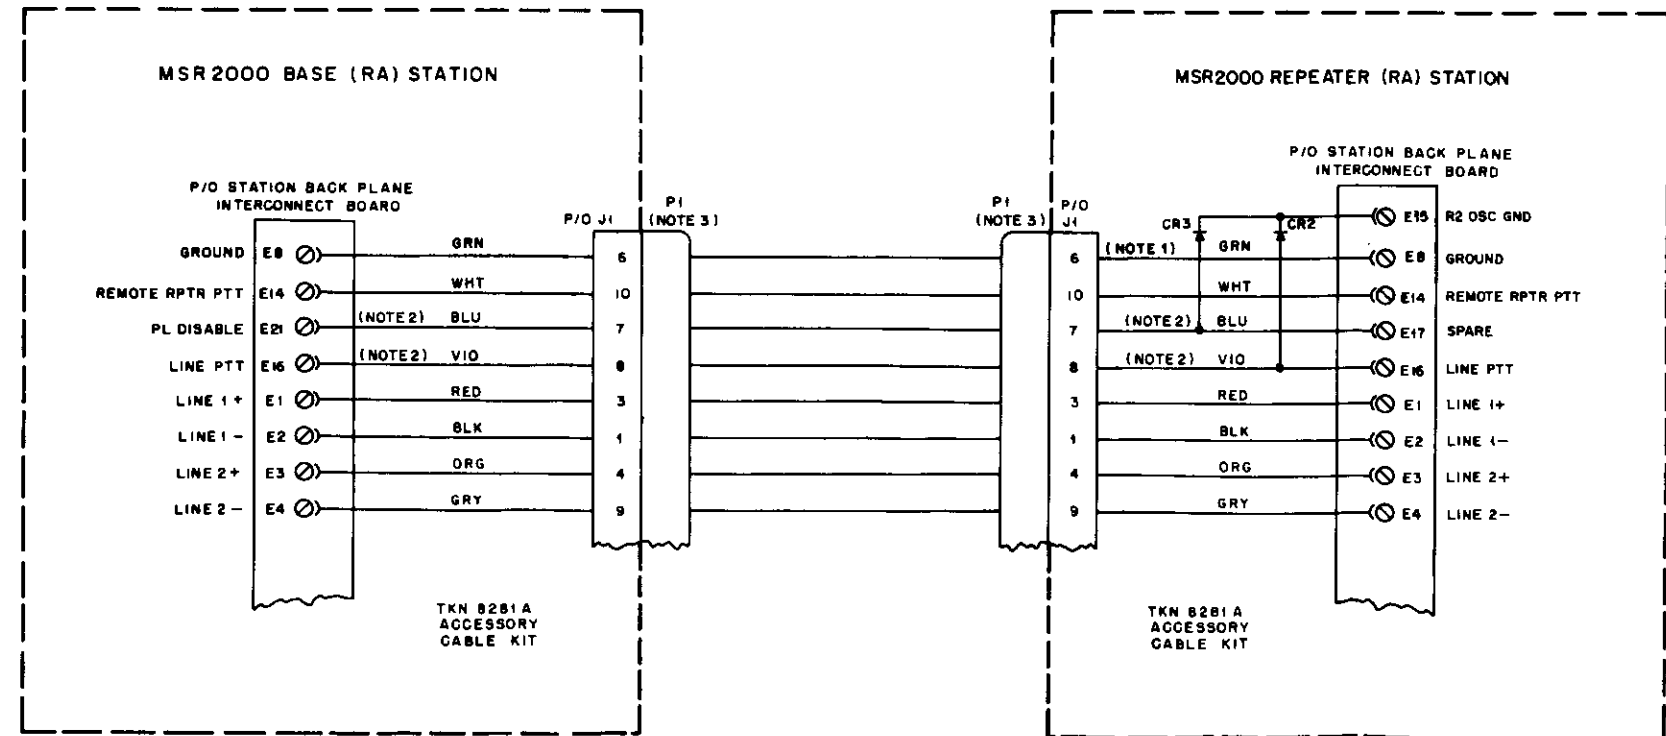 MSR2000 BASE (RA) STATION
P/O STATION BACK PLANE
INTERCONNECT BOARD
P/O J1
P1
(NOTE 3)
GROUND E8 GRN 6
REMOTE RPTR PTT E14 WHT 10
PL DISABLE E21 (NOTE 2) BLU 7
LINE PTT E16 (NOTE 2) VIO 8
LINE 1+ E1 RED 3
LINE 1- E2 BLK 1
LINE 2+ E3 ORG 4
LINE 2- E4 GRY 9
TKN 8281A
ACCESSORY
CABLE KIT
MSR2000 REPEATER (RA) STATION
P/O STATION BACK PLANE
INTERCONNECT BOARD
P1
(NOTE 3)
P/O
J1
CR3 CR2 E15 R2 OSC GND
6 (NOTE 1) GRN E8 GROUND
10 WHT E14 REMOTE RPTR PTT
7 (NOTE 2) BLU E17 SPARE
8 (NOTE 2) VIO E16 LINE PTT
3 RED E1 LINE 1+
1 BLK E2 LINE 1-
4 ORG E3 LINE 2+
9 GRY E4 LINE 2-
TKN 8281A
ACCESSORY
CABLE KIT